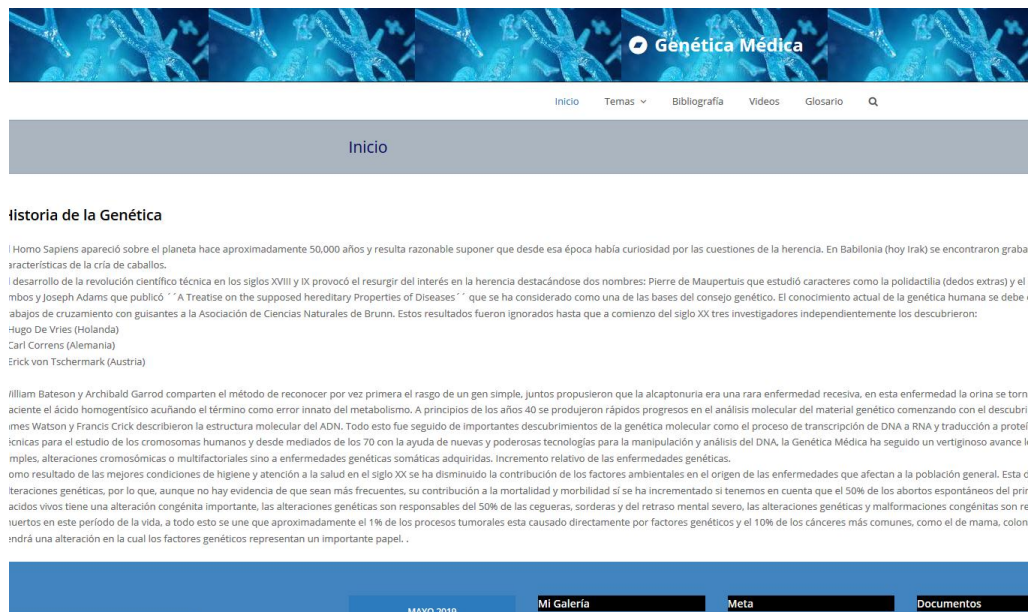 Genética Médica
Inicio Temas Bibliografía Videos Glosario
Inicio
Historia de la Genética
Homo Sapiens apareció sobre el planeta hace aproximadamente 50,000 años y resulta razonable suponer que desde esa época había curiosidad por las cuestiones de la herencia. En Babilonia (hoy Irak) se encontraron graba
aracterísticas de la cría de caballos.
l desarrollo de la revolución científico técnica en los siglos XVIII y IX provocó el resurgir del interés en la herencia destacándose dos nombres: Pierre de Maupertuis que estudió caracteres como la polidactilia (dedos extras) y el
mbos y Joseph Adams que publicó ´´A Treatise on the supposed hereditary Properties of Diseases´´ que se ha considerado como una de las bases del consejo genético. El conocimiento actual de la genética humana se debe
abajos de cruzamiento con guisantes a la Asociación de Ciencias Naturales de Brunn. Estos resultados fueron ignorados hasta que a comienzo del siglo XX tres investigadores independientemente los descubrieron:
Hugo De Vries (Holanda)
Carl Correns (Alemania)
Erick von Tschermark (Austria)
illiam Bateson y Archibald Garrod comparten el método de reconocer por vez primera el rasgo de un gen simple, juntos propusieron que la alcaptonuria era una rara enfermedad recesiva, en esta enfermedad la orina se torn
aciente el ácido homogentísico acuñando el término como error innato del metabolismo. A principios de los años 40 se produjeron rápidos progresos en el análisis molecular del material genético comenzando con el descubri
ames Watson y Francis Crick describieron la estructura molecular del ADN. Todo esto fue seguido de importantes descubrimientos de la genética molecular como el proceso de transcripción de DNA a RNA y traducción a proteí
écnicas para el estudio de los cromosomas humanos y desde mediados de los 70 con la ayuda de nuevas y poderosas tecnologías para la manipulación y análisis del DNA, la Genética Médica ha seguido un vertiginoso avance l
imples, alteraciones cromosómicas o multifactoriales sino a enfermedades genéticas somáticas adquiridas. Incremento relativo de las enfermedades genéticas.
omo resultado de las mejores condiciones de higiene y atención a la salud en el siglo XX se ha disminuido la contribución de los factores ambientales en el origen de las enfermedades que afectan a la población general. Esta d
lteraciones genéticas, por lo que, aunque no hay evidencia de que sean más frecuentes, su contribución a la mortalidad y morbilidad sí se ha incrementado si tenemos en cuenta que el 50% de los abortos espontáneos del prim
acidos vivos tiene una alteración congénita importante, las alteraciones genéticas son responsables del 50% de las cegueras, sorderas y del retraso mental severo, las alteraciones genéticas y malformaciones congénitas son re
uertos en este período de la vida, a todo esto se une que aproximadamente el 1% de los procesos tumorales esta causado directamente por factores genéticos y el 10% de los cánceres más comunes, como el de mama, colon
endrá una alteración en la cual los factores genéticos representan un importante papel. .
MAYO 2019
Mi Galería
Meta
Documentos